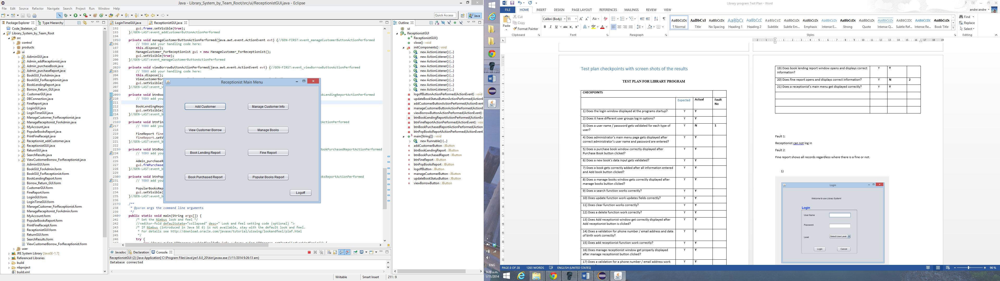 Java - Library_System_by_Team_Root/src/ui/ReceptionistGUI.java - Eclipse
File Edit Source Refactor Navigate Search Project Run Window Help
Quick Access
Java
Package Explorer
Type Hierarchy
Code_Skeleton_v2
Library_System_by_Team_Root
src
control
products
ui
AdiminGUI.java
Admin_addReceptionist.java
Admin_purchaseBook.java
Admin_purchaseReport.java
BookGUI_ForAdmin.java
BookGUI_ForReceptionist.java
BookLendingReport.java
Borrow_Return_GUI.java
CustomerGUI.java
DBConnection.java
FineReport.java
LoginGUI.java
LoginTimeGUI.java
ManageCustomer_ForReceptionist.java
ManageRecepitonist_ForAdmin.java
MyAccount.java
PopularBooksReport.java
PrintFineReceipt.java
Receptionist_addCustomer.java
ReceptionistGUI.java
ReturnGUI.java
SearchResults.java
ViewCustomerBorrow_ForReceptionist.java
AdiminGUI.form
BookGUI_ForAdmin.form
BookGUI_ForReceptionist.form
BookLendingReport.form
Borrow_Return_GUI.form
CustomerGUI.form
FineReport.form
LoginGUI.form
LoginTimeGUI.form
ManageCustomer_ForReceptionist.form
ManageRecepitonist_ForAdmin.form
MyAccount.form
PopularBooksReport.form
PrintFineReceipt.form
ReceptionistGUI.form
ReturnGUI.form
SearchResults.form
ViewCustomerBorrow_ForReceptionist.form
user
JRE System Library [JavaSE-1.7]
Referenced Libraries
build
nbproject
build.xml
LoginTimeGUI.java
ReceptionistGUI.java
192 gui.frame.setVisible(true);
193 }//GEN-LAST:event_addCustomerButtonActionPerformed
194
195 private void manageCustomerButtonActionPerformed(java.awt.event.ActionEvent evt) {//GEN-FIRST:event_manageCustomerButtonActionPerformed
196 // TODO add your handling code here:
197 this.dispose();
198 ManageCustomer_ForReceptionist gui = new ManageCustomer_ForReceptionist();
199 gui.setVisible(true);
200 }//GEN-LAST:event_manageCustomerButtonActionPerformed
201
202 private void viewBorrowButtonActionPerformed(java.awt.event.ActionEvent evt) {//GEN-FIRST:event_viewBorrowButtonActionPerformed
203 // TODO add your handling code here:
204 this.dispose();
205 ViewCustomerBor
206 gui.setVisible(
207 }//GEN-LAST:event_v
208
209 private void btnBoo ookLendingReportActionPerformed
210 // TODO add you
211
212 BookLendingRepo
213 gui.setVisible(
214 }//GEN-LAST:event_b
215
216 private void btnFin tActionPerformed
217 // TODO add you
218
219 FineReport fine
220 fineReport.setV
221 }//GEN-LAST:event_b
222
223 private void btnBoo BookPurchasedReportActionPerformed
224 // TODO add you
225
226 Admin_purchaseR
227 gui.frmPurchase
228 }//GEN-LAST:event_b
229
230 private void btnPop oksReportActionPerformed
231 // TODO add you
232
233 PopularBooksRep
234 gui.setVisible(
235 }//GEN-LAST:event_b
236
237 /**
238 * @param args the command line arguments
239 */
240 public static void main(String args[]) {
241 /* Set the Nimbus look and feel */
242 //<editor-fold defaultstate="collapsed" desc=" Look and feel setting code (optional) ">
243 /* If Nimbus (introduced in Java SE 6) is not available, stay with the default look and feel.
244 * For details see http://download.oracle.com/javase/tutorial/uiswing/lookandfeel/plaf.html
245 */
246 try {
Receptionist Main Menu
Add Customer
Manage Customer Info
View Customer Borrow
Manage Books
Book Lending Report
Fine Report
Book Purchased Report
Popular Books Report
Logoff
Javadoc Declaration Console
ReceptionistGUI (2) [Java Application] C:\Program Files\Java\jre1.8.0_20\bin\javaw.exe (1/11/2014 9:26:13 am)
Database connected
Writable Smart Insert 211 : 9
Outline
ui
ReceptionistGUI
ReceptionistGUI()
close() : void
initComponents() : void
new ActionListener() {...}
new ActionListener() {...}
new ActionListener() {...}
new ActionListener() {...}
new ActionListener() {...}
new ActionListener() {...}
new ActionListener() {...}
new ActionListener() {...}
new ActionListener() {...}
logoffButtonActionPerformed(ActionEvent) : void
updateBookStatusButtonActionPerformed(A
addCustomerButtonActionPerformed(ActionEvent
manageCustomerButtonActionPerformed(Acti
viewBorrowButtonActionPerformed(ActionEvent) :
btnBookLendingReportActionPerformed(ActionEv
btnFineReportActionPerformed(ActionEvent) : voi
btnBookPurchasedReportActionPerformed(Action
btnPopBooksReportActionPerformed(ActionEvent)
main(String[]) : void
new Runnable() {...}
addCustomerButton : JButton
btnBookLendingReport : JButton
btnBookPurchasedReport : JButton
btnFineReport : JButton
btnPopBooksReport : JButton
logoffButton : JButton
manageCustomerButton : JButton
updateBookStatusButton : JButton
viewBorrowButton : JButton
ENG
9:28 a.m.
1/11/2014
Library program Test Plan - Word
FILE HOME INSERT DESIGN PAGE LAYOUT REFERENCES MAILINGS REVIEW VIEW
andre andre
Paste
Cut
Copy
Format Painter
Clipboard
Calibri (Body) 11
Font
Paragraph
¶ Normal Title No Spacing Heading 1 Heading 2 Subtitle Subtle Em... Emphasis Intense E... Strong Quote Intense Q... Subtle Ref... Intense Re... Book Title
Styles
Find
Replace
Select
Editing
Test plan checkpoints with screen shots of the results
TEST PLAN FOR LIBRARY PROGRAM
CHECKPOINTS
Expected Actual Fault No
1) Does the login window displayed at the programs startup? Y Y
2) Does it have different user groups log in options? Y Y
3) Does a user name / password gets validated for each type of user? Y N 1
4) Does administrator's main menu page gets displayed after correct administrator's user name and password are entered? Y Y
5) Does a purchase book window correctly displayed after Purchase Book button clicked? Y Y
6) Does a new book's data input gets validated? Y Y
7) Does a book gets correctly added after all information entered and Add book button clicked? Y Y
8) Does a manage books window gets correctly displayed after manage books button clicked? Y Y
9) Does a search function works correctly? Y Y
10) Does update function work updates fields correctly? Y Y
11) Does clear function works correctly? Y Y
12) Does a delete function work correctly? Y Y
13) Does Add receptionist window get correctly displayed after Add receptionist button is clicked? Y Y
14) Does a validation for phone number / email address and date of birth work correctly? Y Y
15) Does add receptionist function work correctly? Y Y
16) Does manage receptionist window get properly displayed after manage receptionist button clicked? Y Y
17) Does a validation for a phone number / email address work Y Y
19) Does book lending report window opens and displays correct information? Y Y
20) Does fine report opens and displays correct information? Y N 2
21) Does a receptionist's main menu get displayed correctly? Y Y
Fault 1:
Receptionist can not log in
Fault 2:
Fine report shows all records regardless where there is a fine or not.
1)
Login
Welcome to use Library System!
Login
User Name
Password
Level
Select User Level
Login
Cancel
PAGE 8 OF 28 1203 WORDS ENGLISH (UNITED STATES)
90 %